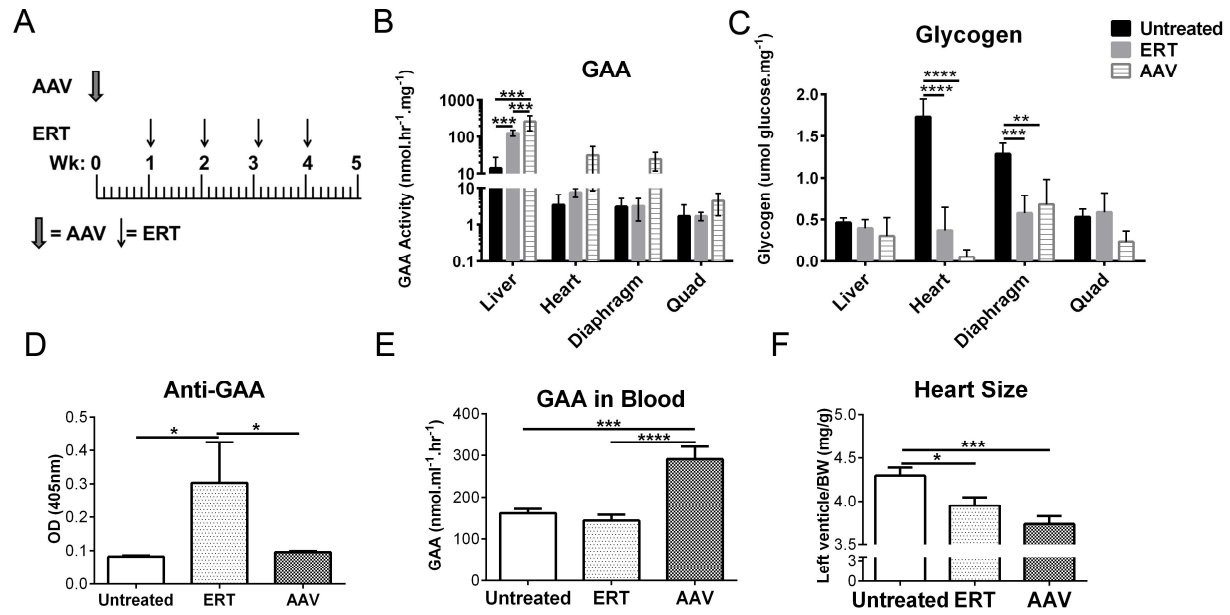 A
AAV
ERT
Wk: 0 1 2 3 4 5
= AAV = ERT
B
GAA
GAA Activity (nmol.hr⁻¹.mg⁻¹)
1000
100
10
10
1
0.1
***
***
***
Liver
Heart
Diaphragm
Quad
C
Glycogen
Glycogen (umol glucose.mg⁻¹)
2.0
1.5
1.0
0.5
0.0
****
****
**
***
Liver
Heart
Diaphragm
Quad
Untreated
ERT
AAV
D
Anti-GAA
OD (405nm)
0.5
0.4
0.3
0.2
0.1
0.0
*
*
Untreated ERT AAV
E
GAA in Blood
GAA (nmol.ml⁻¹.hr⁻¹)
400
300
200
100
0
***
****
Untreated ERT AAV
F
Heart Size
Left venticle/BW (mg/g)
5.0
4.5
4.0
3.5
3
0
***
*
Untreated ERT AAV